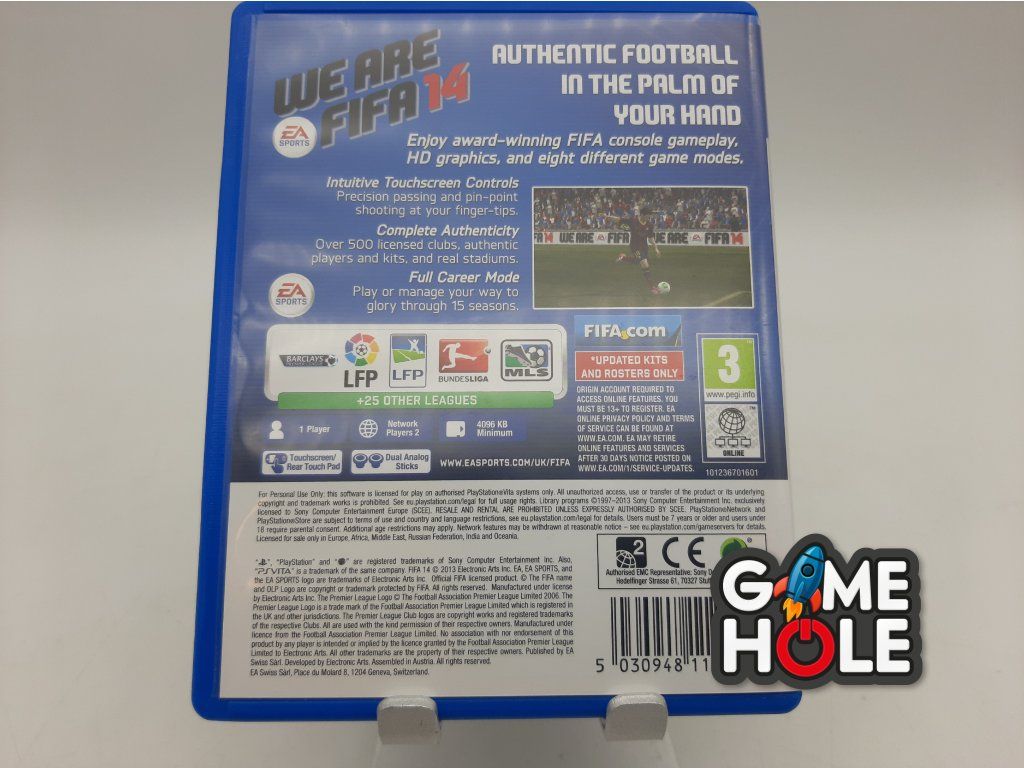 WE ARE
FIFA 14
EA
SPORTS
AUTHENTIC FOOTBALL
IN THE PALM OF
YOUR HAND
Enjoy award-winning FIFA console gameplay,
HD graphics, and eight different game modes.
Intuitive Touchscreen Controls
Precision passing and pin-point
shooting at your finger-tips.
Complete Authenticity
Over 500 licensed clubs, authentic
players and kits, and real stadiums.
Full Career Mode
Play or manage your way to
glory through 15 seasons.
EA
SPORTS
FIFA 14 WE ARE FIFA WE ARE FIFA 14
BARCLAYS
LFP
LFP
BUNDESLIGA
MLS
+25 OTHER LEAGUES
FIFA.com
*UPDATED KITS
AND ROSTERS ONLY
ORIGIN ACCOUNT REQUIRED TO
ACCESS ONLINE FEATURES. YOU
MUST BE 13+ TO REGISTER. EA
ONLINE PRIVACY POLICY AND TERMS
OF SERVICE CAN BE FOUND AT
WWW.EA.COM. EA MAY RETIRE
ONLINE FEATURES AND SERVICES
AFTER 30 DAYS NOTICE POSTED ON
WWW.EA.COM/1/SERVICE-UPDATES.
3
www.pegi.info
ONLINE
101236701601
1 Player
Network
Players 2
4096 KB
Minimum
Touchscreen/
Rear Touch Pad
Dual Analog
Sticks
WWW.EASPORTS.COM/UK/FIFA
For Personal Use Only: this software is licensed for play on authorised PlayStation®Vita systems only. All unauthorized access, use or transfer of the product or its underlying
copyright and trademark works is prohibited. See eu.playstation.com/legal for full usage rights. Library programs ©1997-2013 Sony Computer Entertainment Inc. exclusively
licensed to Sony Computer Entertainment Europe (SCEE). RESALE AND RENTAL ARE PROHIBITED UNLESS EXPRESSLY AUTHORISED BY SCEE. PlayStation®Network and
PlayStation®Store are subject to terms of use and country and language restrictions, see eu.playstation.com/legal for details. Users must be 7 years or older and users under
18 require parental consent. Additional age restrictions may apply. Network features may be withdrawn at reasonable notice – see eu.playstation.com/gameservers for details.
Licensed for sale only in Europe, Africa, Middle East, Russian Federation, India and Oceania.
"PlayStation" and are registered trademarks of Sony Computer Entertainment Inc. Also,
"PSVITA" is a trademark of the same company. FIFA 14 © 2013 Electronic Arts Inc. EA, EA SPORTS, and
the EA SPORTS logo are trademarks of Electronic Arts Inc. Official FIFA licensed product. © The FIFA name
and OLP Logo are copyright or trademark protected by FIFA. All rights reserved. Manufactured under license
by Electronic Arts Inc. The Premier League Logo © The Football Association Premier League Limited 2006. The
Premier League Logo is a trade mark of the Football Association Premier League Limited which is registered in
the UK and other jurisdictions. The Premier League Club logos are copyright works and registered trademarks
of the respective Clubs. All are used with the kind permission of their respective owners. Manufactured under
licence from the Football Association Premier League Limited. No association with nor endorsement of this
product by any player is intended or implied by the licence granted by the Football Association Premier League
Limited to Electronic Arts. All other trademarks are the property of their respective owners. Published by EA
Swiss Sàrl. Developed by Electronic Arts. Assembled in Austria. All rights reserved.
EA Swiss Sàrl, Place du Molard 8, 1204 Geneva, Switzerland.
2
CE
Authorised EMC Representative: Sony
Hedelfinger Strasse 61, 70327
5 030948 11
GAME
HOLE